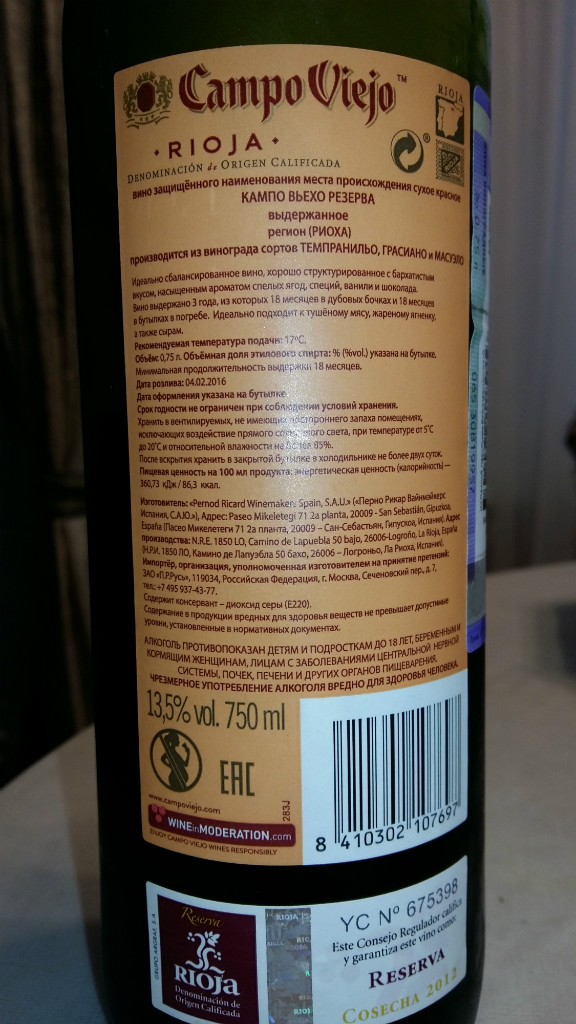 Campo Viejo™
RIOJA
· RIOJA ·
DENOMINACIÓN de ORIGEN CALIFICADA
вино защищённого наименования места происхождения сухое красное
КАМПО ВЬЕХО РЕЗЕРВА
выдержанное
регион (РИОХА)
производится из винограда сортов ТЕМПРАНИЛЬО, ГРАСИАНО и МАСУЭЛО
Идеально сбалансированное вино, хорошо структурированное с бархатистым
вкусом, насыщенным ароматом спелых ягод, специй, ванили и шоколада.
Вино выдержано 3 года, из которых 18 месяцев в дубовых бочках и 18 месяцев
в бутылках в погребе. Идеально подходит к тушёному мясу, жареному ягненку,
а также сырам.
Рекомендуемая температура подачи: 17°С.
Объём: 0,75 л. Объёмная доля этилового спирта: % (%vol.) указана на бутылке.
Минимальная продолжительность выдержки 18 месяцев.
Дата розлива: 04.02.2016
Дата оформления указана на бутылке.
Срок годности не ограничен при соблюдении условий хранения.
Хранить в вентилируемых, не имеющих постороннего запаха помещениях,
исключающих воздействие прямого солнечного света, при температуре от 5°С
до 20°С и относительной влажности не более 85%.
После вскрытия хранить в закрытой бутылке в холодильнике не более двух суток.
Пищевая ценность на 100 мл продукта: энергетическая ценность (калорийность) —
360,73 кДж / 86,3 ккал.
Изготовитель: «Pernod Ricard Winemakers Spain, S.A.U.» («Перно Рикар Вайнмэйкерс
Испания, С.А.Ю.»), Адрес: Paseo Mikeletegi 71 2a planta, 20009 - San Sebastián, Gipuzkoa,
España (Пасео Микелетеги 71 2а планта, 20009 – Сан-Себастьян, Гипускоа, Испания). Адрес
производства: N.R.E. 1850 LO, Camino de Lapuebla 50 bajo, 26006-Logroño, La Rioja, España
(Н.Р.И. 1850 ЛО, Камино де Лапуэбла 50 бахо, 26006 – Логроньо, Ла Риоха, Испания).
Импортёр, организация, уполномоченная изготовителем на принятие претензий:
ЗАО «П.Р.Русь», 119034, Российская Федерация, г. Москва, Сеченовский пер., д. 7,
тел.: +7 495 937-43-77.
Содержит консервант – диоксид серы (Е220).
Содержание в продукции вредных для здоровья веществ не превышает допустимые
уровни, установленные в нормативных документах.
АЛКОГОЛЬ ПРОТИВОПОКАЗАН ДЕТЯМ И ПОДРОСТКАМ ДО 18 ЛЕТ, БЕРЕМЕННЫМ И
КОРМЯЩИМ ЖЕНЩИНАМ, ЛИЦАМ С ЗАБОЛЕВАНИЯМИ ЦЕНТРАЛЬНОЙ НЕРВНОЙ
СИСТЕМЫ, ПОЧЕК, ПЕЧЕНИ И ДРУГИХ ОРГАНОВ ПИЩЕВАРЕНИЯ.
ЧРЕЗМЕРНОЕ УПОТРЕБЛЕНИЕ АЛКОГОЛЯ ВРЕДНО ДЛЯ ЗДОРОВЬЯ ЧЕЛОВЕКА.
13,5% vol. 750 ml
EAC
283J
www.campoviejo.com
WINEinMODERATION.com
ENJOY CAMPO VIEJO WINES RESPONSIBLY
8 410302 107697
Reserva
RIOJA
Denominación de
Origen Calificada
RIOJA
YC Nº 675398
Este Consejo Regulador califica
y garantiza este vino como:
RESERVA
COSECHA 2012